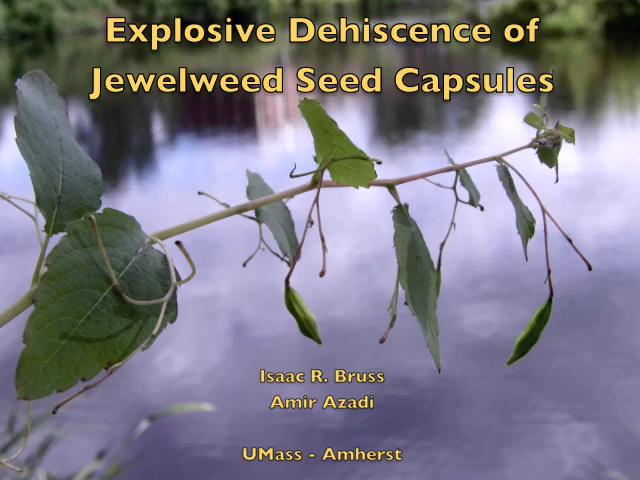 Explosive Dehiscence of
Jewelweed Seed Capsules
Isaac R. Bruss
Amir Azadi
UMass - Amherst